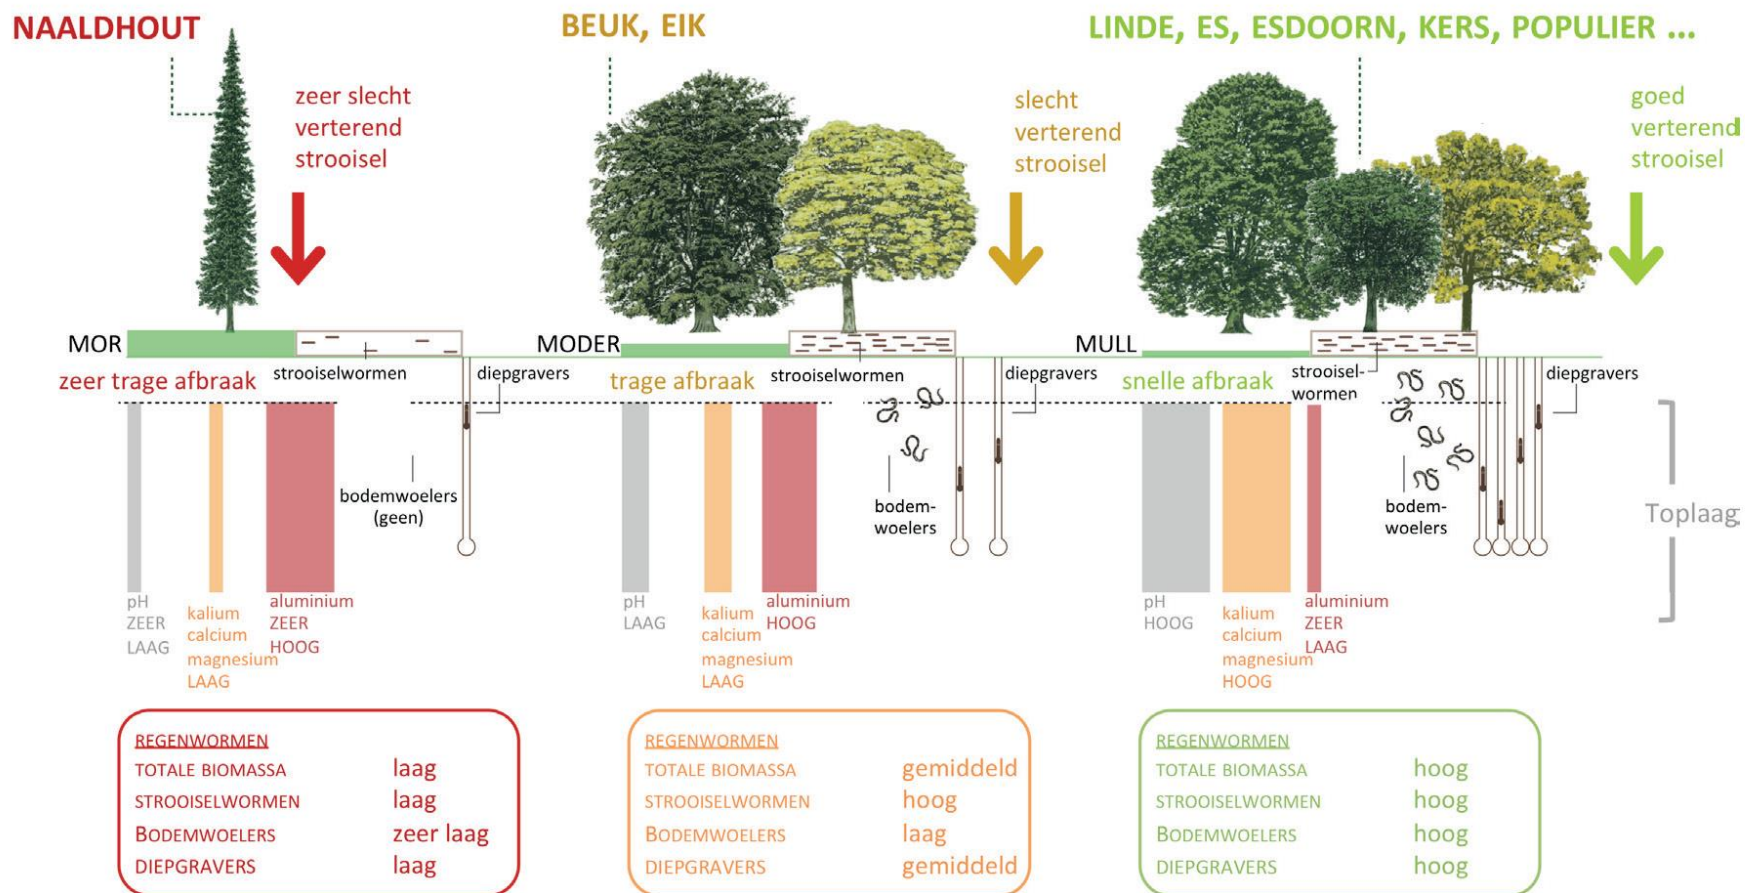 NAALDHOUT
zeer slecht
verterend
strooisel
MOR
zeer trage afbraak
strooiselwormen
diepgravers
bodemwoelers
(geen)
pH
ZEER
LAAG
kalium
calcium
magnesium
LAAG
aluminium
ZEER
HOOG
REGENWORMEN
TOTALE BIOMASSA laag
STROOISELWORMEN laag
BODEMWOELERS zeer laag
DIEPGRAVERS laag
BEUK, EIK
slecht
verterend
strooisel
MODER
trage afbraak
strooiselwormen
diepgravers
bodem-
woelers
pH
LAAG
kalium
calcium
magnesium
LAAG
aluminium
HOOG
REGENWORMEN
TOTALE BIOMASSA gemiddeld
STROOISELWORMEN hoog
BODEMWOELERS laag
DIEPGRAVERS gemiddeld
LINDE, ES, ESDOORN, KERS, POPULIER ...
goed
verterend
strooisel
MULL
snelle afbraak
strooisel-
wormen
diepgravers
bodem-
woelers
Toplaag
pH
HOOG
kalium
calcium
magnesium
HOOG
aluminium
ZEER
LAAG
REGENWORMEN
TOTALE BIOMASSA hoog
STROOISELWORMEN hoog
BODEMWOELERS hoog
DIEPGRAVERS hoog